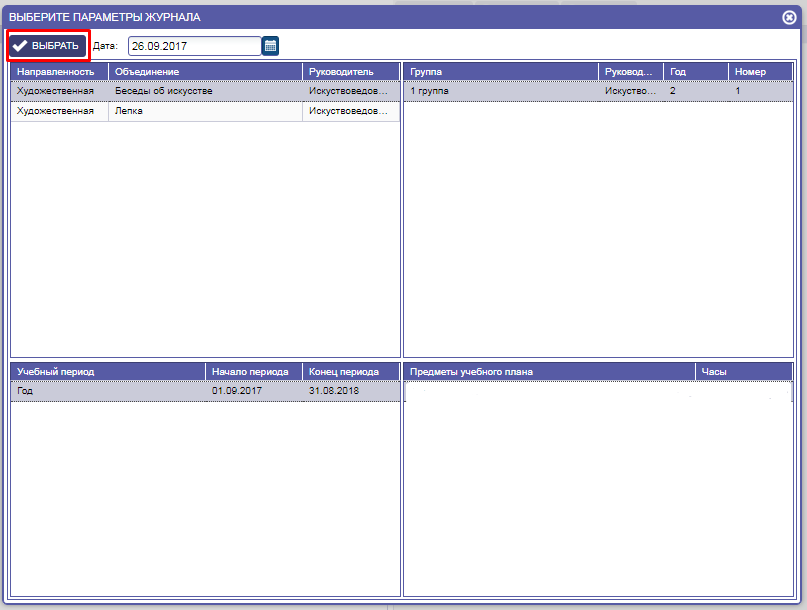 ВЫБЕРИТЕ ПАРАМЕТРЫ ЖУРНАЛА
ВЫБРАТЬ Дата: 26.09.2017
Направленность Объединение Руководитель
Художественная Беседы об искусстве Искуствоведов...
Художественная Лепка Искуствоведов...
Группа Руковод... Год Номер
1 группа Искуство... 2 1
Учебный период Начало периода Конец периода
Год 01.09.2017 31.08.2018
Предметы учебного плана Часы